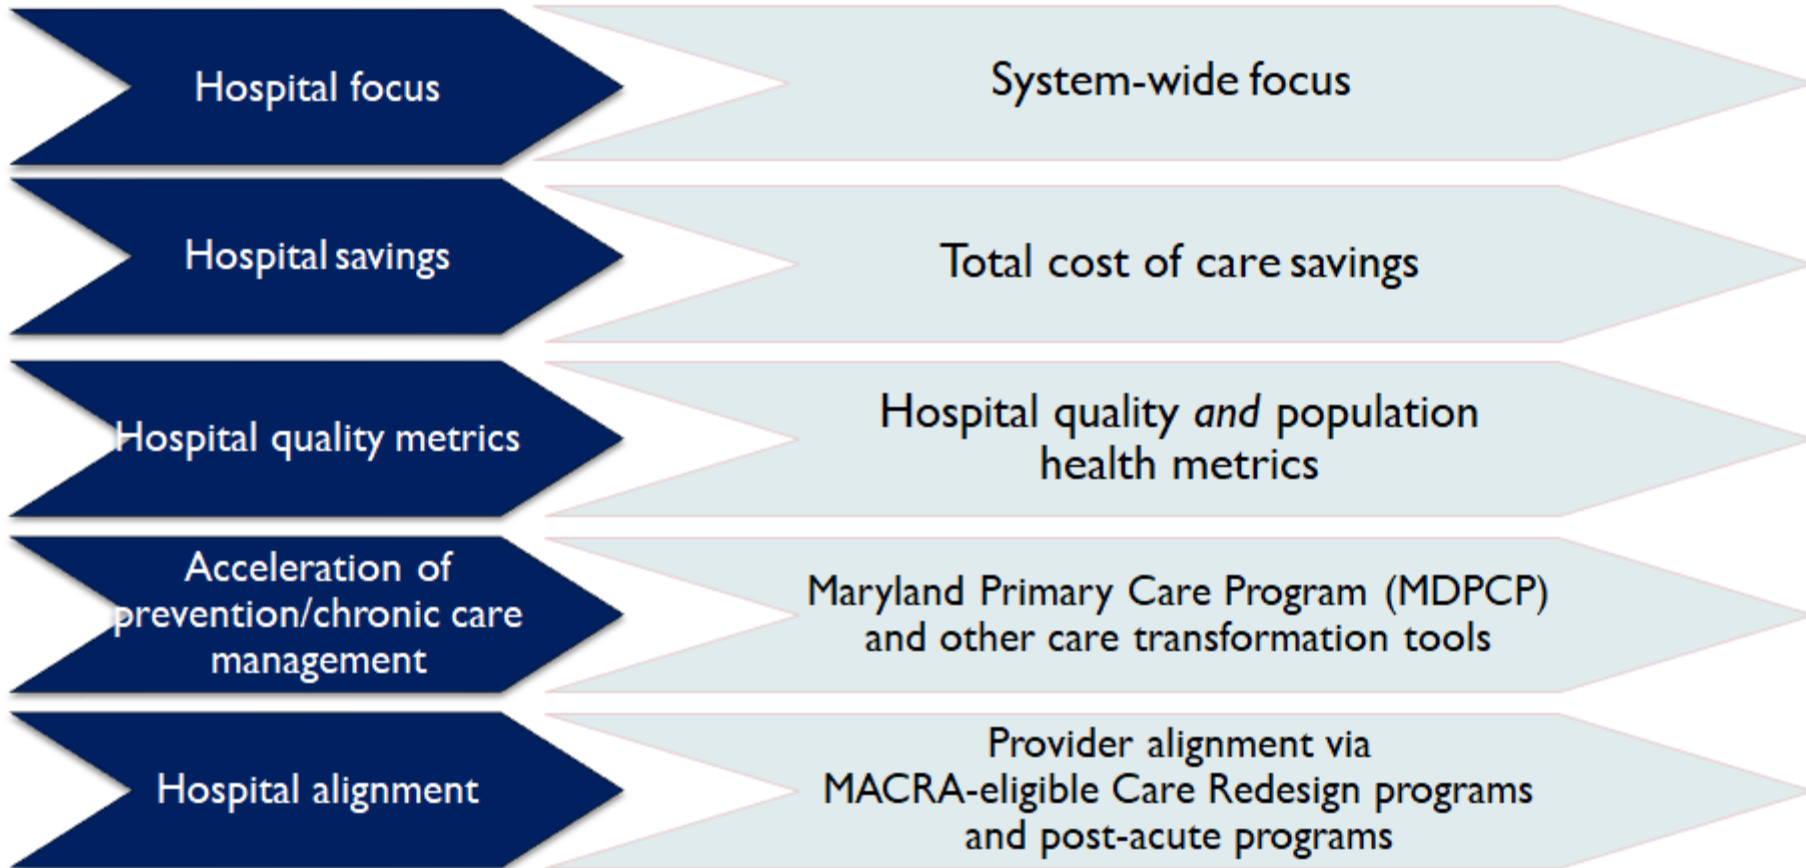 Hospital focus
System-wide focus
Hospital savings
Total cost of care savings
Hospital quality metrics
Hospital quality and population
health metrics
Acceleration of
prevention/chronic care
management
Maryland Primary Care Program (MDPCP)
and other care transformation tools
Hospital alignment
Provider alignment via
MACRA-eligible Care Redesign programs
and post-acute programs